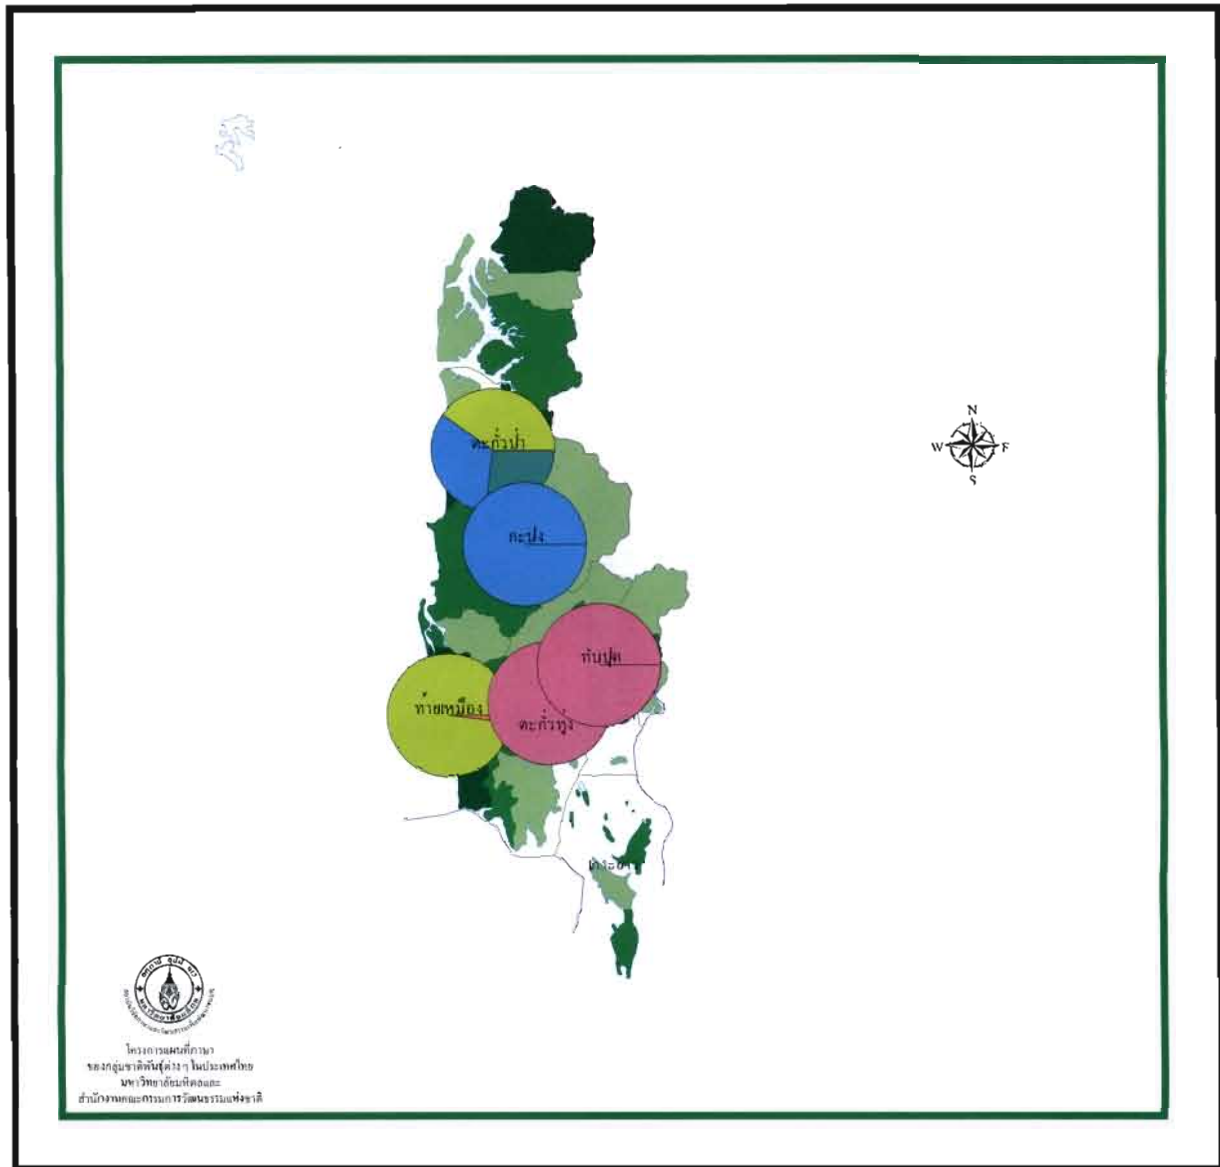 N
W
S
ตะกั่วป่า
กะปง
ทับปุด
ท้ายเหมือง
ตะกั่วทุ่ง
โครงการแผนที่ภาษา
ของกลุ่มชาติพันธุ์ต่าง ๆ ในประเทศไทย
มหาวิทยาลัยมหิดลและ
สำนักงานคณะกรรมการวัฒนธรรมแห่งชาติ